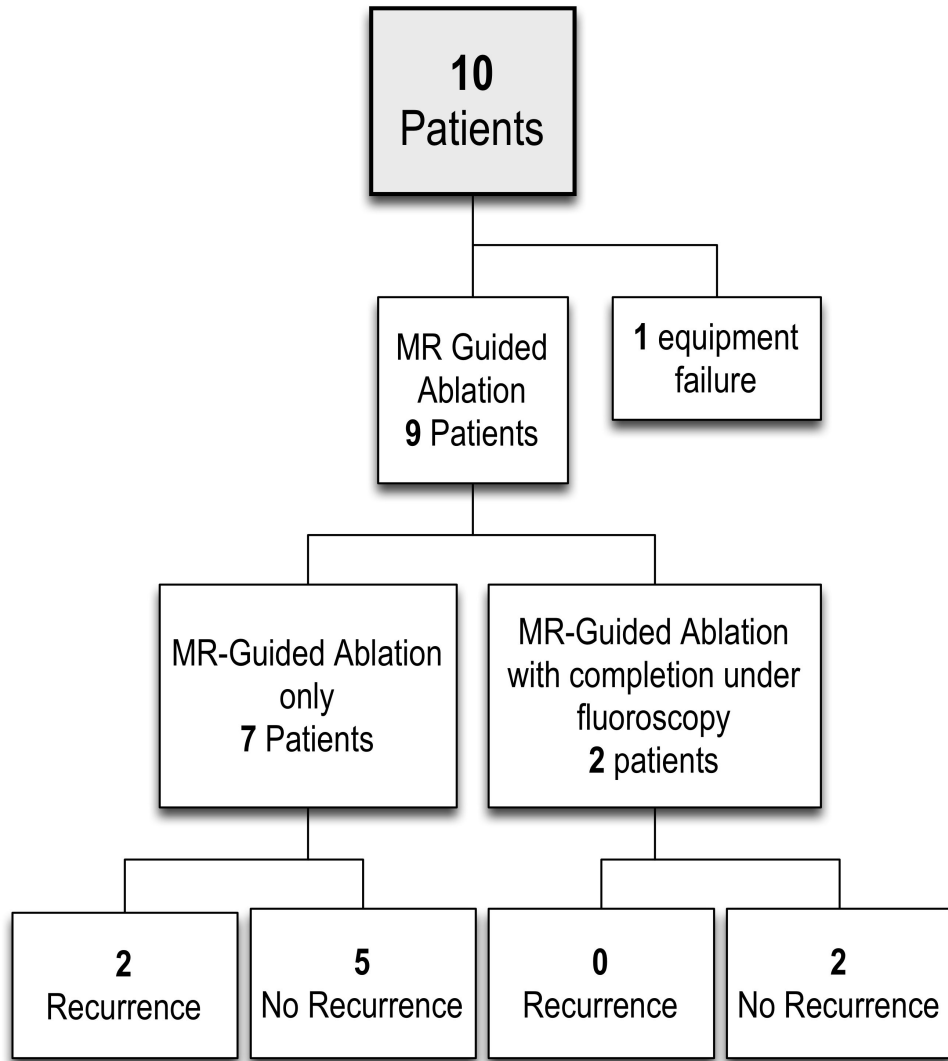 10
Patients
MR Guided
Ablation
9 Patients
1 equipment
failure
MR-Guided Ablation
only
7 Patients
MR-Guided Ablation
with completion under
fluoroscopy
2 patients
2
Recurrence
5
No Recurrence
0
Recurrence
2
No Recurrence